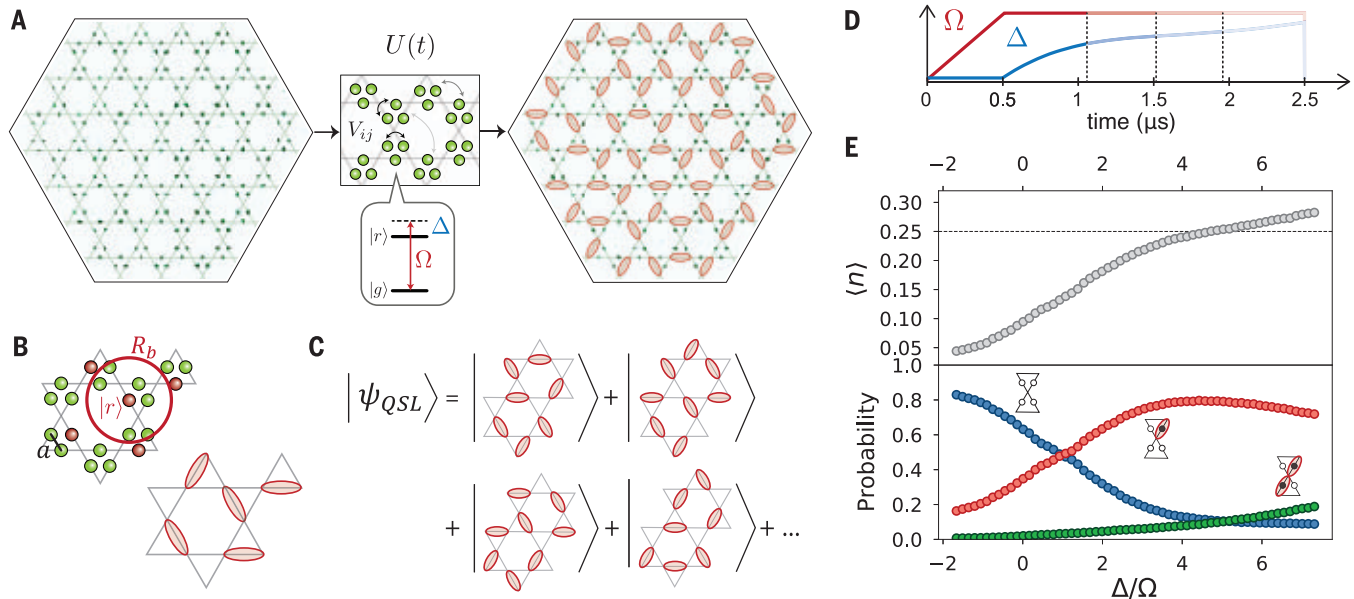 A
U(t)
V_ij
Δ
|r⟩
Ω
|g⟩
B
R_b
|r⟩
a
C
|ψ_QSL⟩ = | ⟩ + | ⟩
+ | ⟩ + | ⟩ + ...
D
Ω
Δ
0 0.5 1 1.5 2 2.5
time (μs)
E
−2 0 2 4 6
0.30
0.25
0.20
0.15
0.10
0.05
⟨n⟩
1.0
0.8
0.6
0.4
0.2
0.0
Probability
−2 0 2 4 6
Δ/Ω